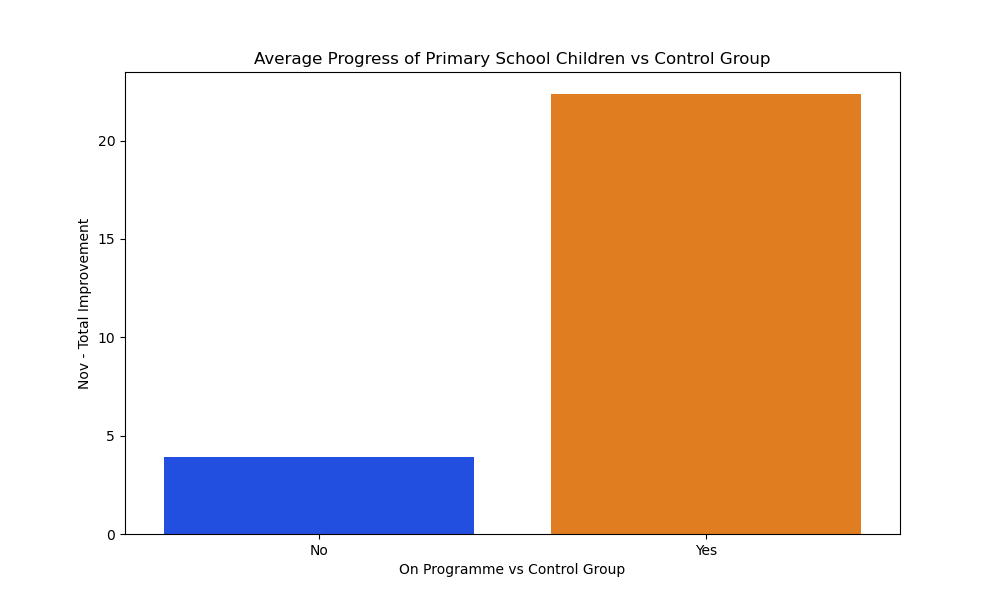 Average Progress of Primary School Children vs Control Group
Nov - Total Improvement
20
15
10
5
0
No
Yes
On Programme vs Control Group